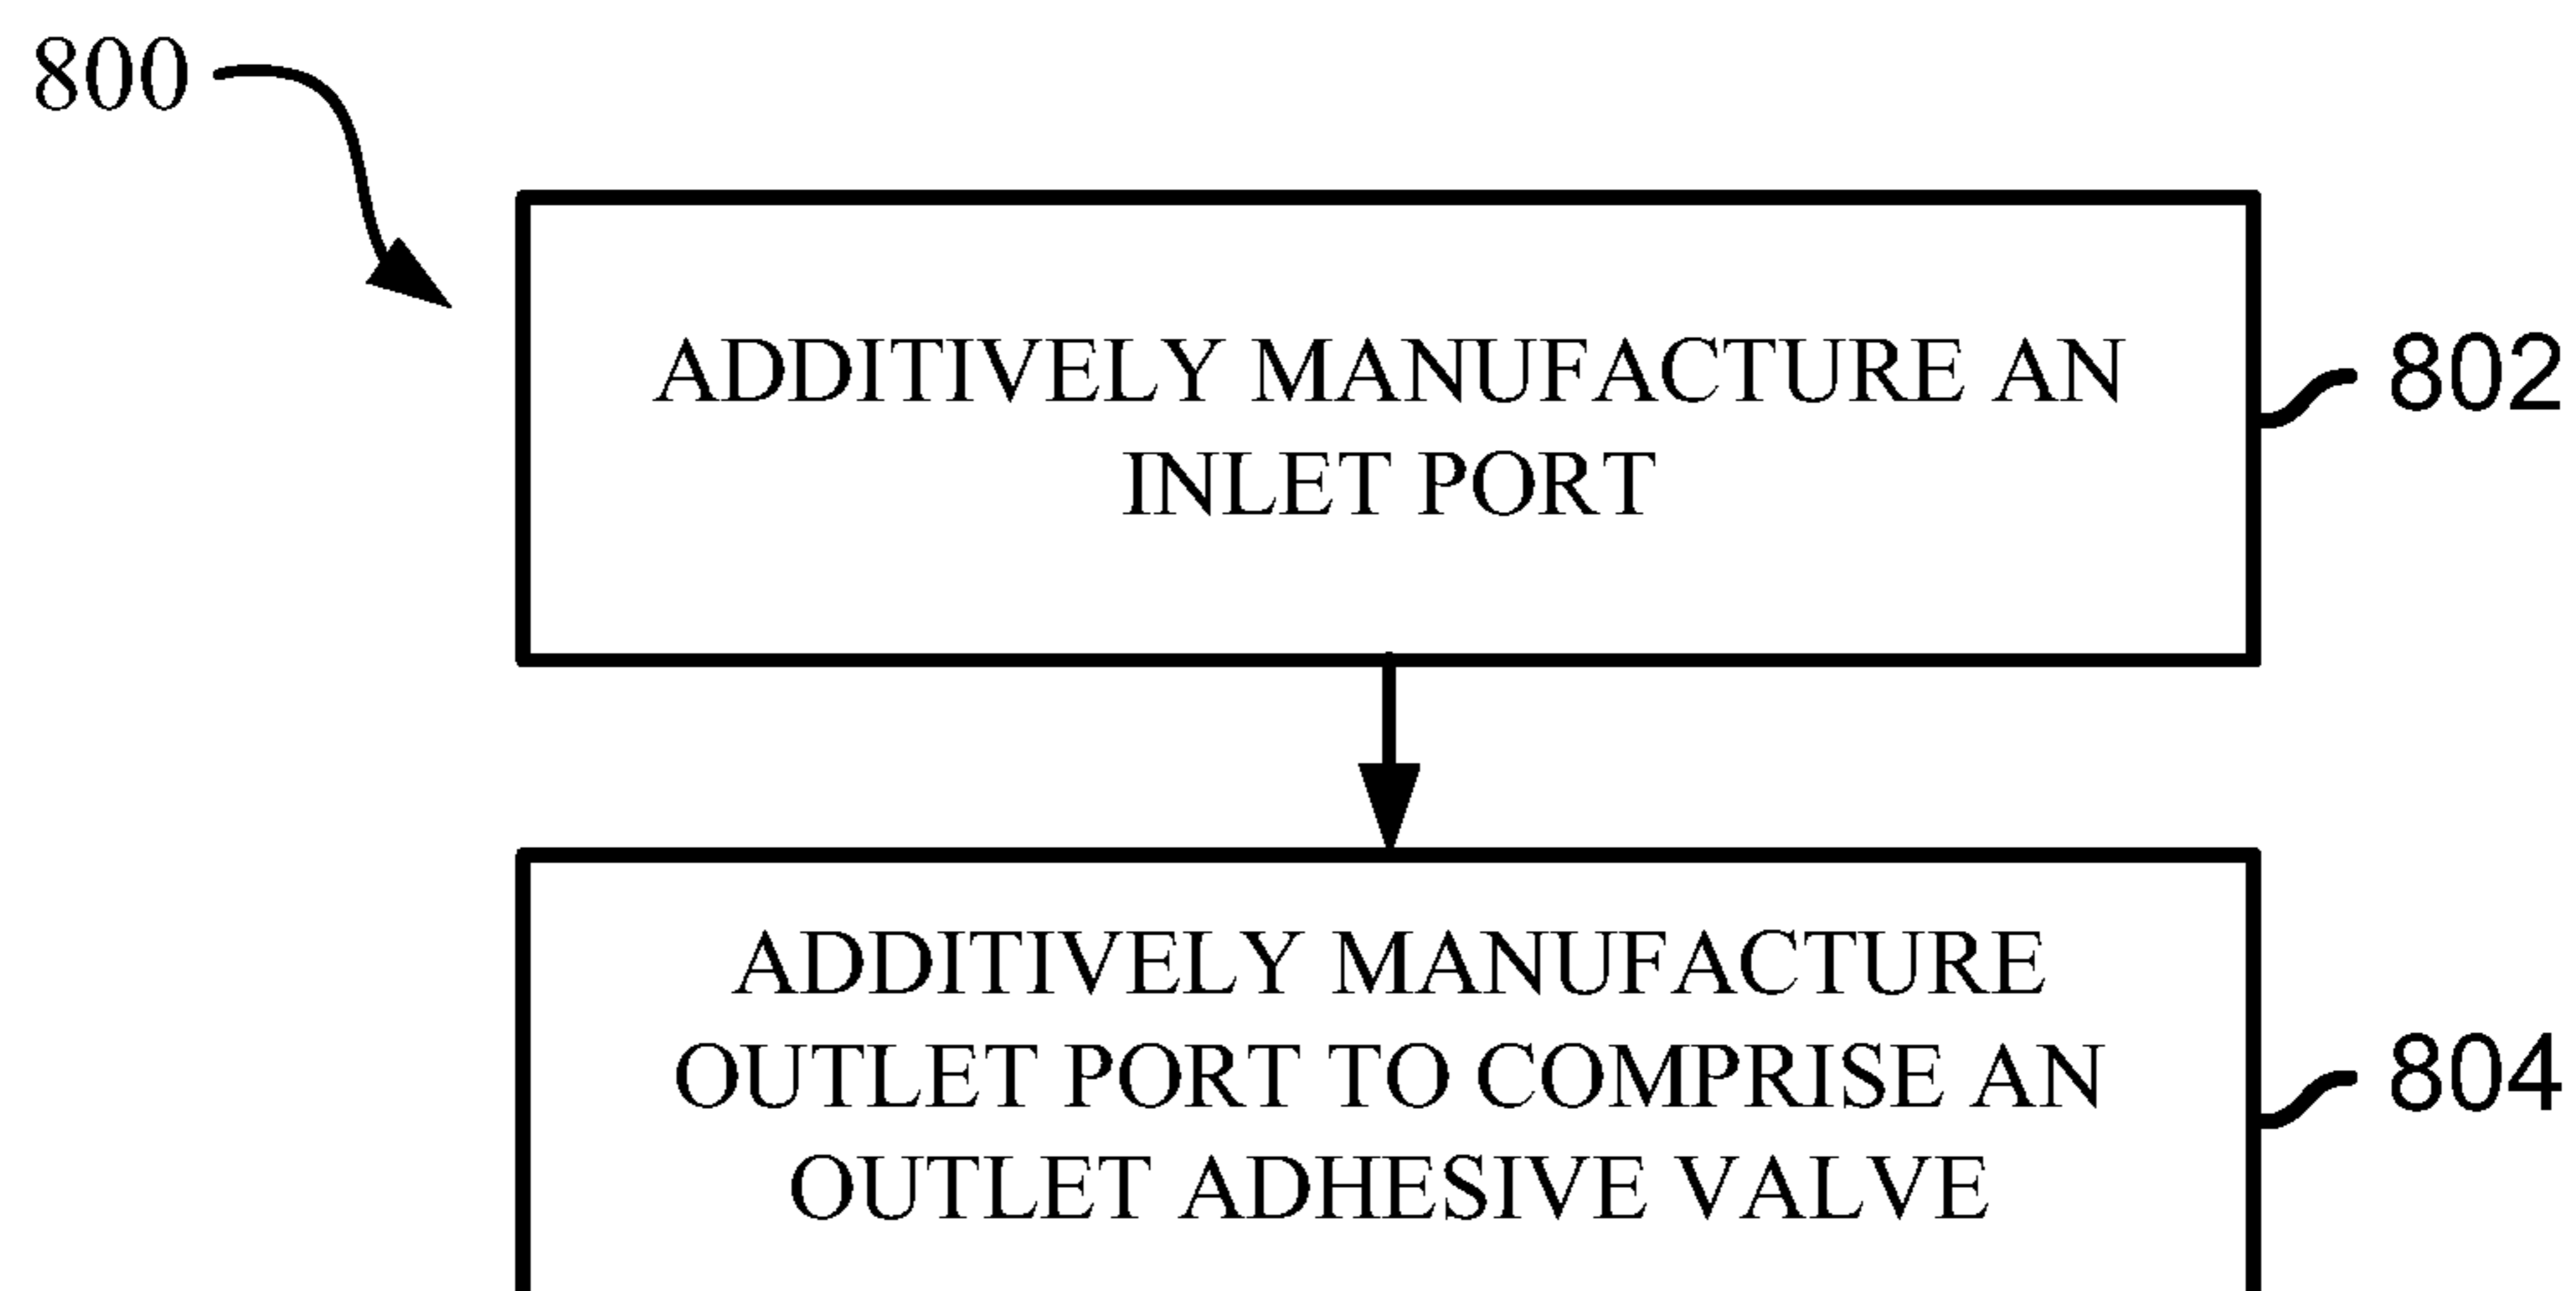 800
ADDITIVELY MANUFACTURE AN
INLET PORT
802
ADDITIVELY MANUFACTURE
OUTLET PORT TO COMPRISE AN
OUTLET ADHESIVE VALVE
804